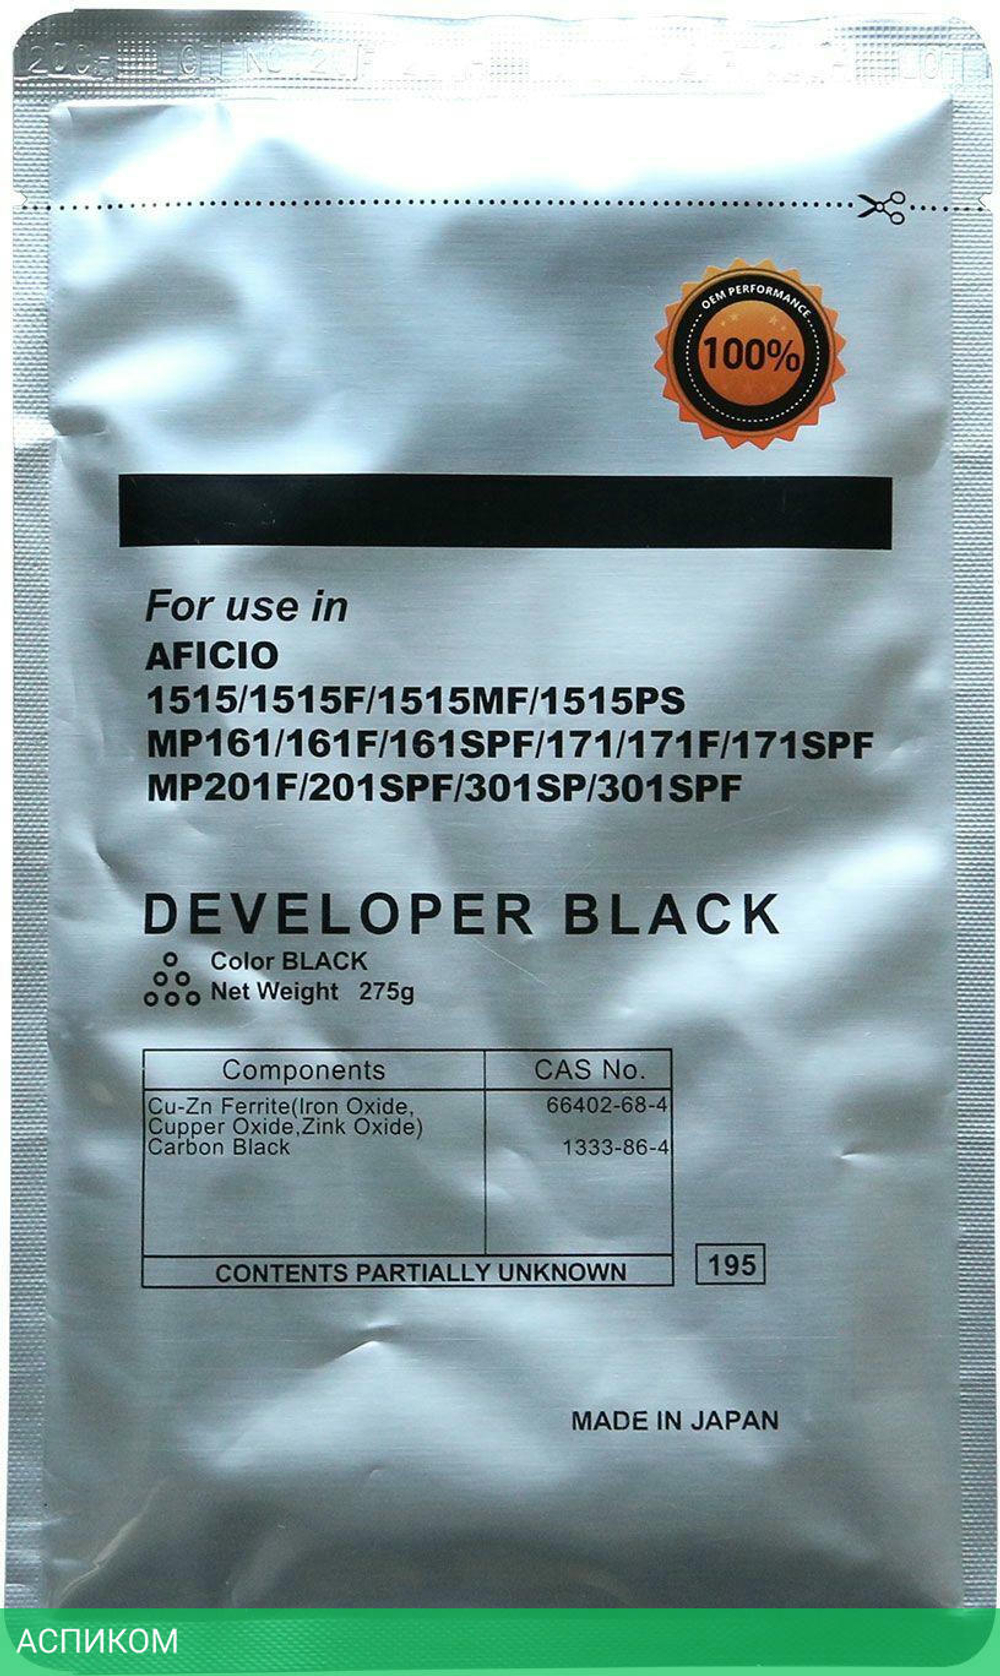 OEM PERFORMANCE
100%
For use in
AFICIO
1515/1515F/1515MF/1515PS
MP161/161F/161SPF/171/171F/171SPF
MP201F/201SPF/301SP/301SPF
DEVELOPER BLACK
Color BLACK
Net Weight 275g
Components CAS No.
Cu-Zn Ferrite(Iron Oxide, 66402-68-4
Cupper Oxide,Zink Oxide)
Carbon Black 1333-86-4
CONTENTS PARTIALLY UNKNOWN
195
MADE IN JAPAN
АСПИКОМ